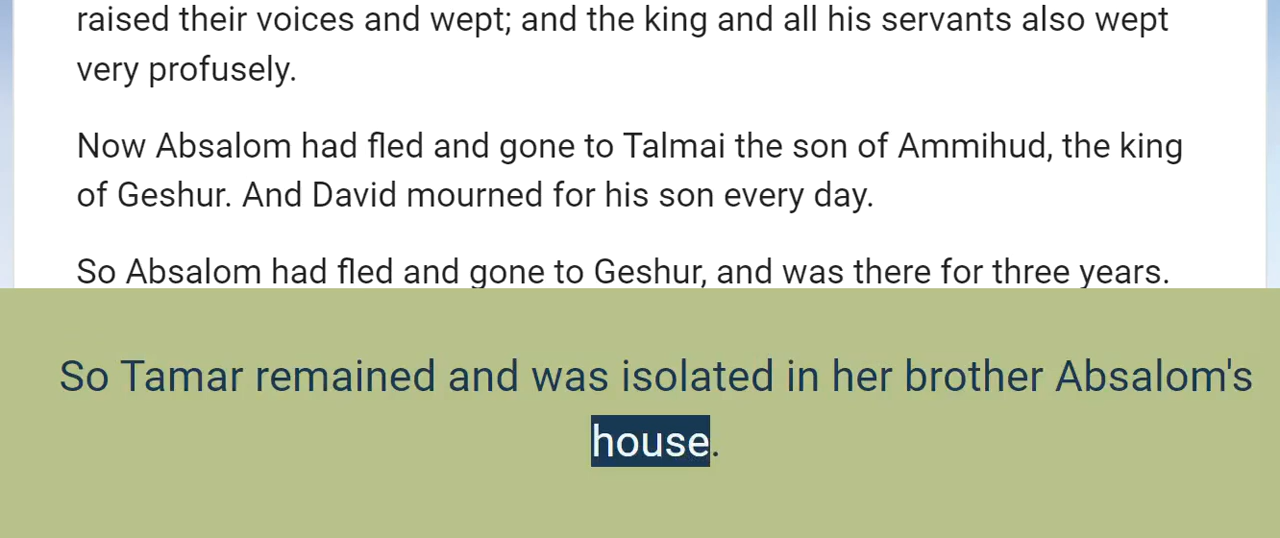 raised their voices and wept; and the king and all his servants also wept
very profusely.
Now Absalom had fled and gone to Talmai the son of Ammihud, the king
of Geshur. And David mourned for his son every day.
So Absalom had fled and gone to Geshur, and was there for three years.
So Tamar remained and was isolated in her brother Absalom's
house.